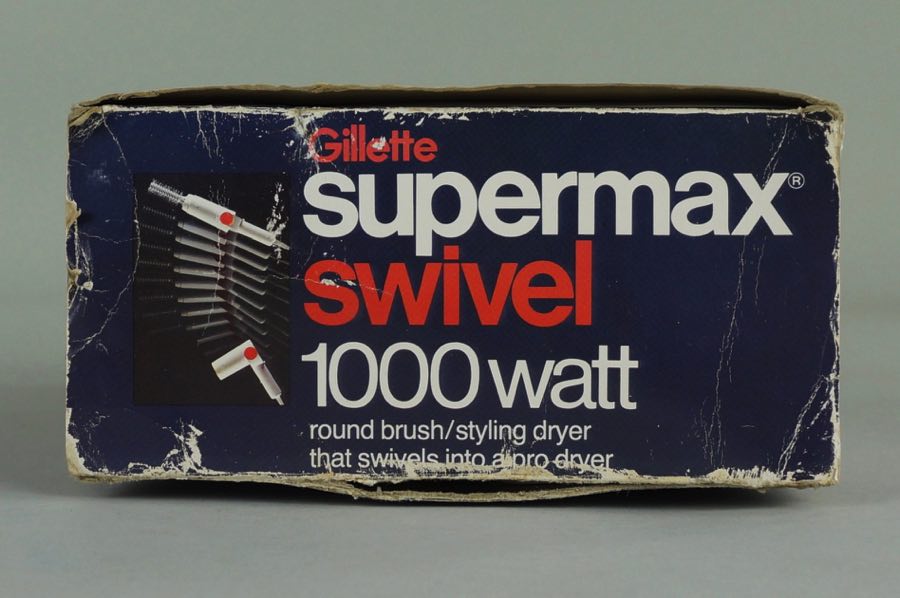 Gillette
supermax®
swivel
1000 watt
round brush/styling dryer
that swivels into a pro dryer